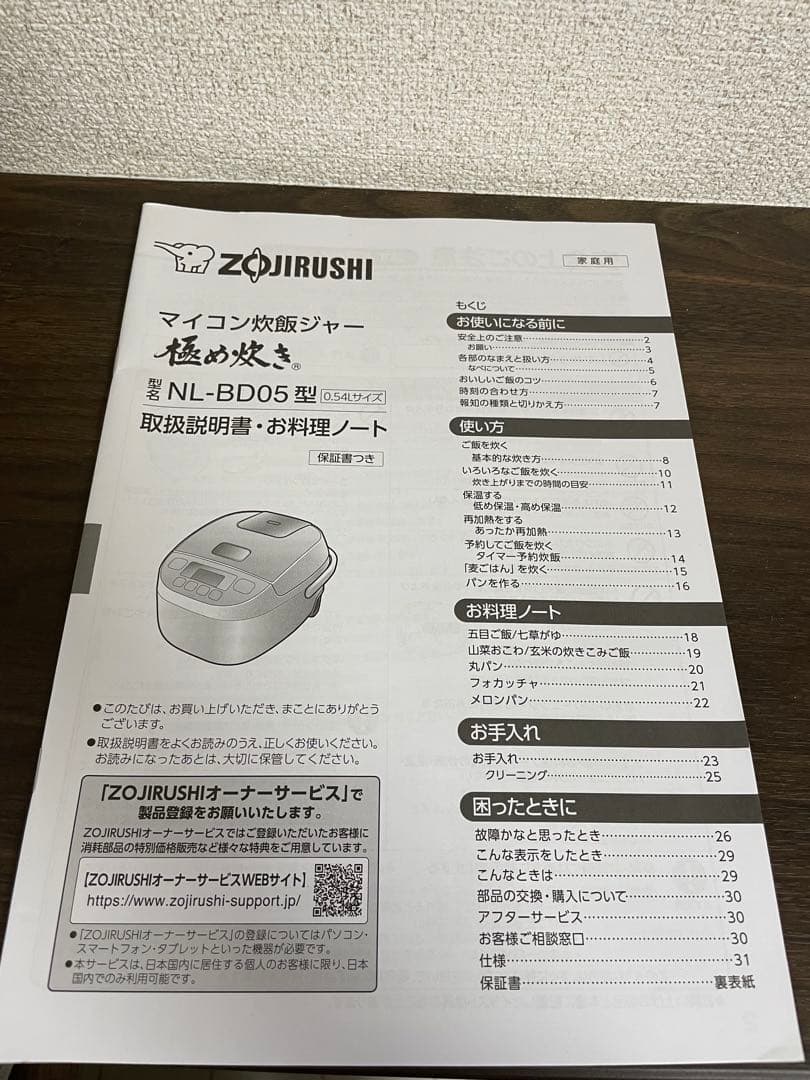 ZOJIRUSHI
家庭用
マイコン炊飯ジャー
極め炊き®
型名 NL-BD05型 0.54Lサイズ
取扱説明書・お料理ノート
保証書つき
●このたびは、お買い上げいただき、まことにありがとう
ございます。
●取扱説明書をよくお読みのうえ、正しくお使いください。
お読みになったあとは、大切に保管してください。
「ZOJIRUSHIオーナーサービス」で
製品登録をお願いいたします。
ZOJIRUSHIオーナーサービスではご登録いただいたお客様に
消耗部品の特別価格販売など様々な特典をご用意しています。
【ZOJIRUSHIオーナーサービスWEBサイト】
https://www.zojirushi-support.jp/
●「ZOJIRUSHIオーナーサービス」の登録についてはパソコン・
スマートフォン・タブレットといった機器が必要です。
●本サービスは、日本国内に居住する個人のお客様に限り、日本
国内でのみ利用可能です。
もくじ
お使いになる前に
安全上のご注意…2
お願い…3
各部のなまえと扱い方…4
なべについて…5
おいしいご飯のコツ…6
時刻の合わせ方…7
報知の種類と切りかえ方…7
使い方
ご飯を炊く
基本的な炊き方…8
いろいろなご飯を炊く…10
炊き上がりまでの時間の目安…11
保温する
低め保温・高め保温…12
再加熱をする
あったか再加熱…13
予約してご飯を炊く
タイマー予約炊飯…14
「麦ごはん」を炊く…15
パンを作る…16
お料理ノート
五目ご飯/七草がゆ…18
山菜おこわ/玄米の炊きこみご飯…19
丸パン…20
フォカッチャ…21
メロンパン…22
お手入れ
お手入れ…23
クリーニング…25
困ったときに
故障かなと思ったとき…26
こんな表示をしたとき…29
こんなときは…29
部品の交換・購入について…30
アフターサービス…30
お客様ご相談窓口…30
仕様…31
保証書…裏表紙